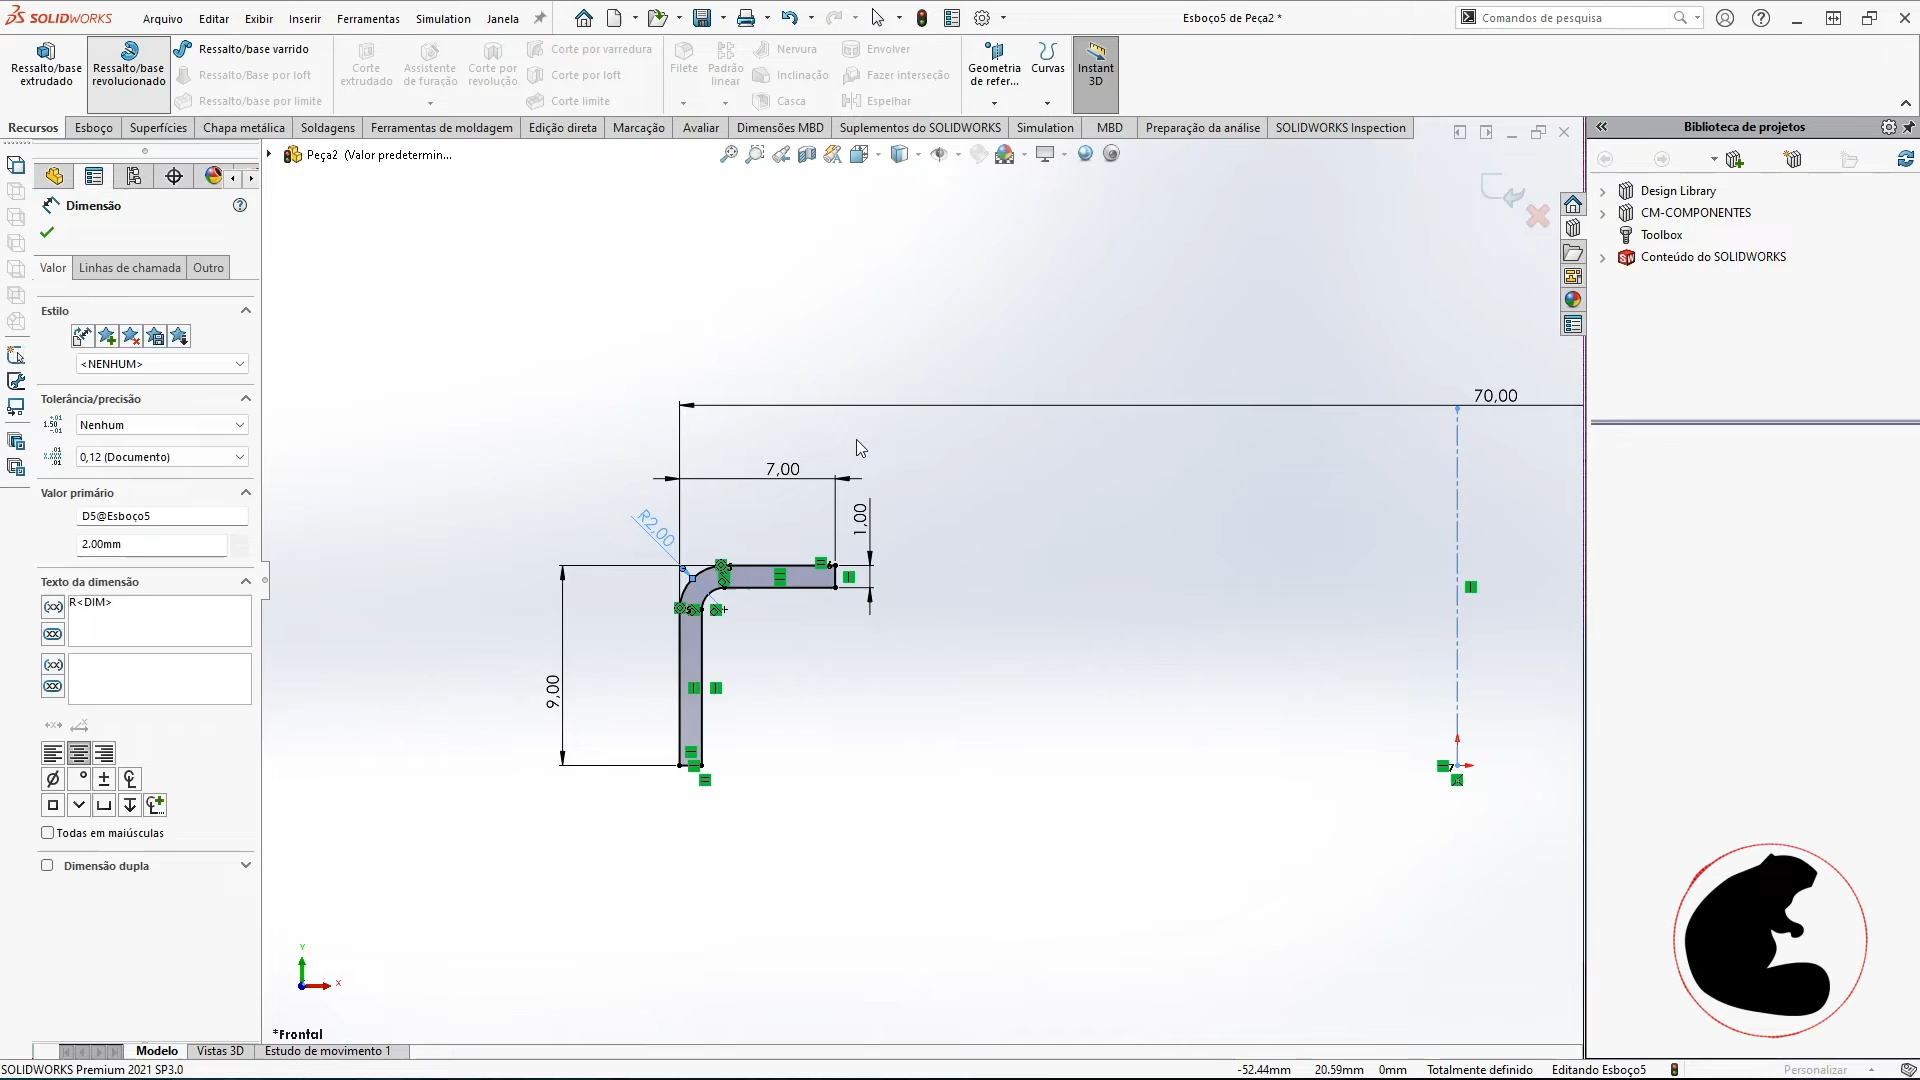 SOLIDWORKS Arquivo Editar Exibir Inserir Ferramentas Simulation Janela Esboço5 de Peça2 * Comandos de pesquisa
Ressalto/base extrudado
Ressalto/base revolucionado
Ressalto/base varrido
Ressalto/Base por loft
Ressalto/base por limite
Corte extrudado
Assistente de furação
Corte por revolução
Corte por varredura
Corte por loft
Corte limite
Filete
Padrão linear
Nervura
Inclinação
Casca
Envolver
Fazer interseção
Espelhar
Geometria de refer...
Curvas
Instant 3D
Recursos Esboço Superfícies Chapa metálica Soldagens Ferramentas de moldagem Edição direta Marcação Avaliar Dimensões MBD Suplementos do SOLIDWORKS Simulation MBD Preparação da análise SOLIDWORKS Inspection
Biblioteca de projetos
Peça2 (Valor predetermin...
Dimensão
Valor Linhas de chamada Outro
Estilo
<NENHUM>
Tolerância/precisão
Nenhum
0,12 (Documento)
Valor primário
D5@Esboço5
2.00mm
Texto da dimensão
R<DIM>
Todas em maiúsculas
Dimensão dupla
70,00
7,00
1,00
R2,00
9,00
Y
X
*Frontal
Design Library
CM-COMPONENTES
Toolbox
Conteúdo do SOLIDWORKS
Modelo Vistas 3D Estudo de movimento 1
SOLIDWORKS Premium 2021 SP3.0 -52.44mm 20.59mm 0mm Totalmente definido Editando Esboço5 Personalizar